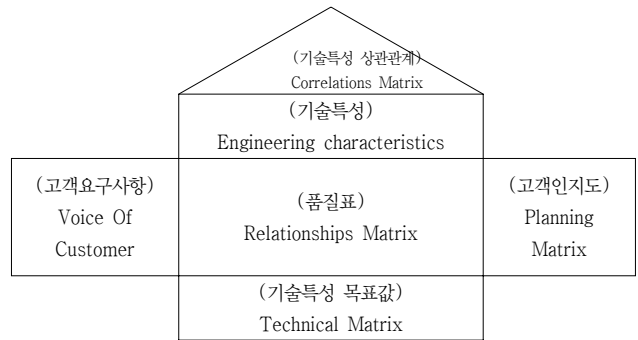 (기술특성 상관관계)
Correlations Matrix
(기술특성)
Engineering characteristics
(고객요구사항)
Voice Of
Customer
(품질표)
Relationships Matrix
(고객인지도)
Planning
Matrix
(기술특성 목표값)
Technical Matrix